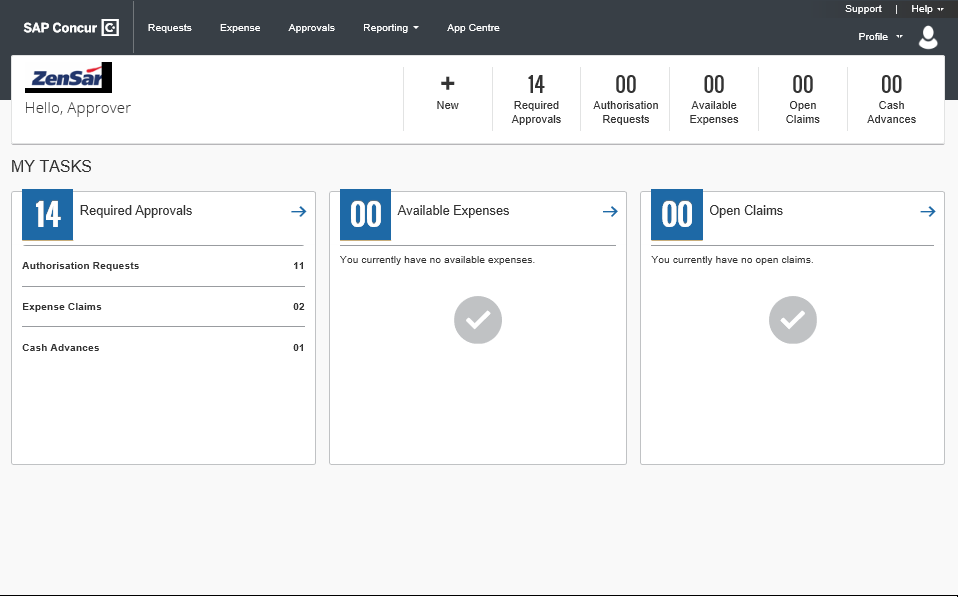 SAP Concur
Requests
Expense
Approvals
Reporting
App Centre
Support | Help
Profile
ZenSar
Hello, Approver
+
New
14
Required
Approvals
00
Authorisation
Requests
00
Available
Expenses
00
Open
Claims
00
Cash
Advances
MY TASKS
14 Required Approvals
Authorisation Requests 11
Expense Claims 02
Cash Advances 01
00 Available Expenses
You currently have no available expenses.
00 Open Claims
You currently have no open claims.